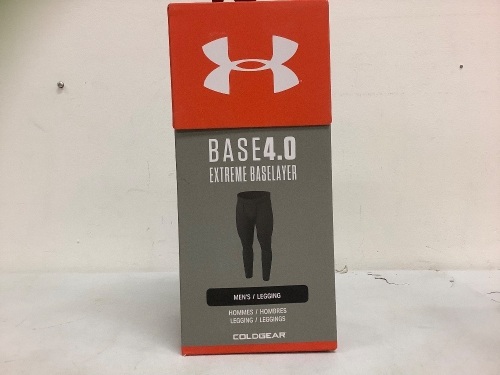 BASE4.0
EXTREME BASELAYER
MEN'S / LEGGING
HOMMES / HOMBRES
LEGGING / LEGGINGS
COLDGEAR